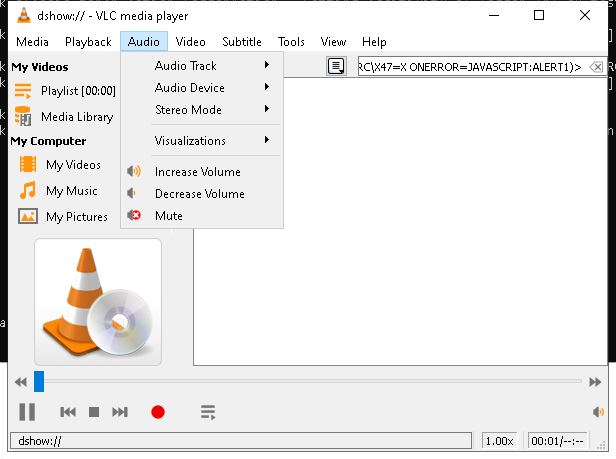 dshow:// - VLC media player
Media Playback Audio Video Subtitle Tools View Help
My Videos
Playlist [00:00]
Media Library
My Computer
My Videos
My Music
My Pictures
Audio Track
Audio Device
Stereo Mode
Visualizations
Increase Volume
Decrease Volume
Mute
RC\X47=X ONERROR=JAVASCRIPT:ALERT1)>
dshow://
1.00x
00:01/--:--